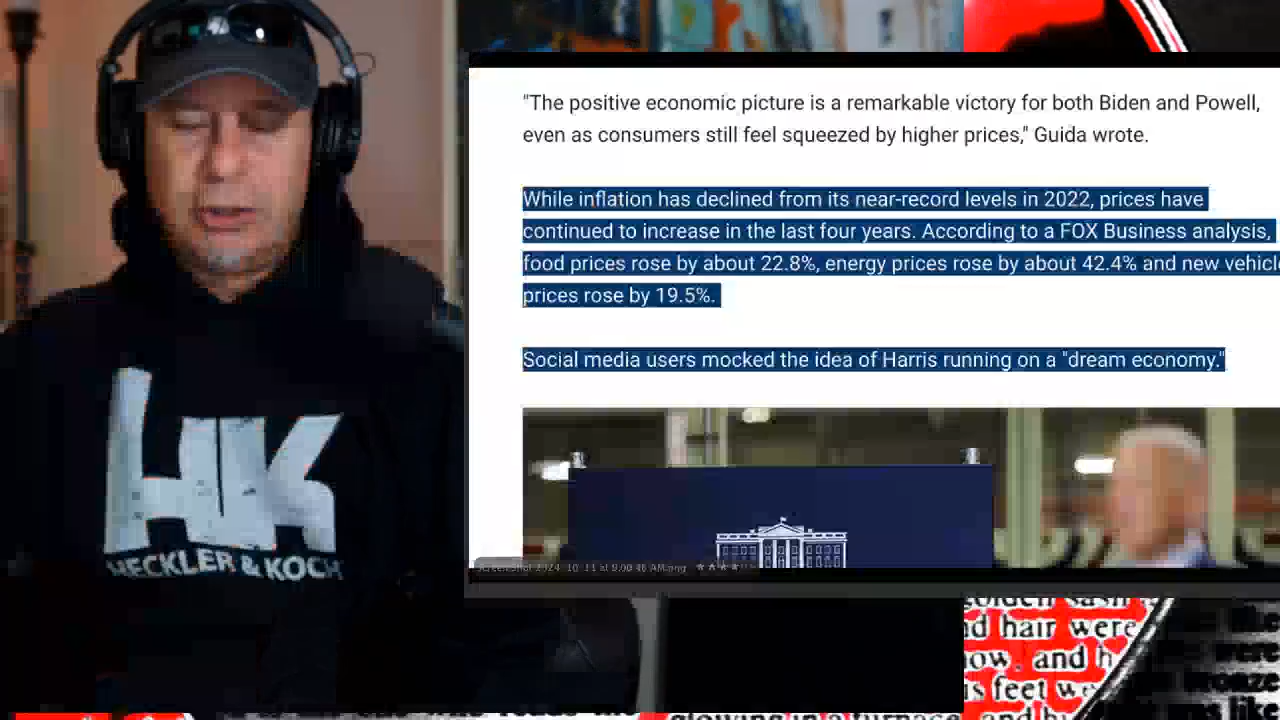 "The positive economic picture is a remarkable victory for both Biden and Powell,
even as consumers still feel squeezed by higher prices," Guida wrote.
While inflation has declined from its near-record levels in 2022, prices have
continued to increase in the last four years. According to a FOX Business analysis,
food prices rose by about 22.8%, energy prices rose by about 42.4% and new vehicle
prices rose by 19.5%.
Social media users mocked the idea of Harris running on a "dream economy."
HK
HECKLER & KOCH
and hair were
and
feet
glowing in a furnace, and